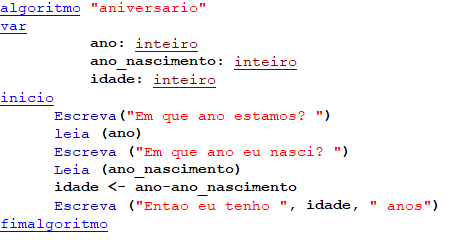 algoritmo "aniversario"
var
ano: inteiro
ano_nascimento: inteiro
idade: inteiro
inicio
Escreva("Em que ano estamos? ")
leia (ano)
Escreva ("Em que ano eu nasci? ")
Leia (ano_nascimento)
idade <- ano-ano_nascimento
Escreva ("Entao eu tenho ", idade, " anos")
fimalgoritmo